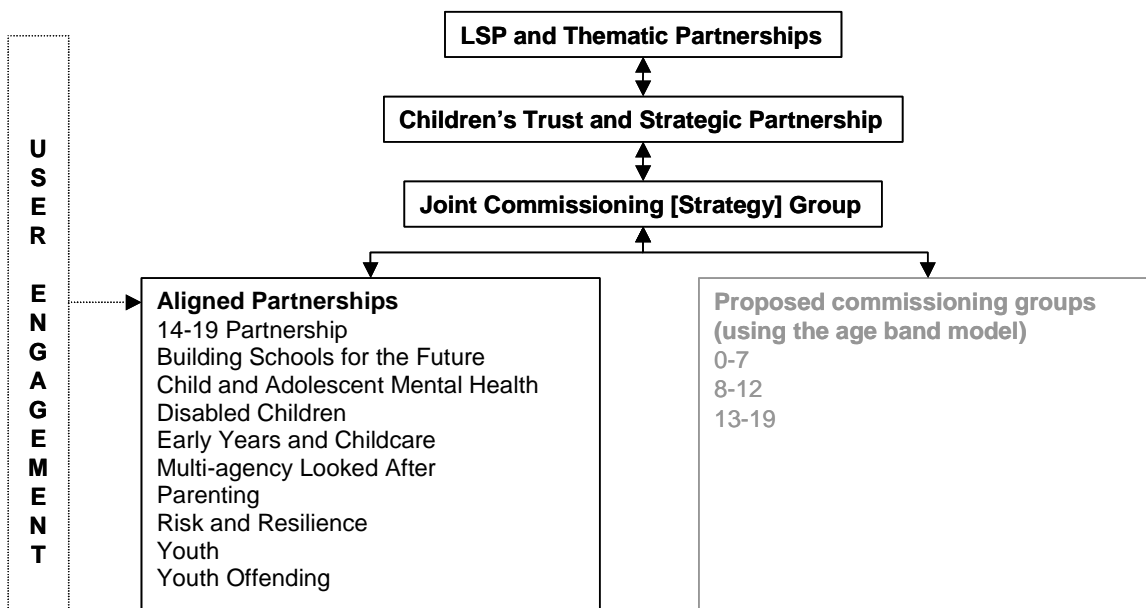 LSP and Thematic Partnerships
Children's Trust and Strategic Partnership
Joint Commissioning [Strategy] Group
USER ENGAGEMENT
Aligned Partnerships
14-19 Partnership
Building Schools for the Future
Child and Adolescent Mental Health
Disabled Children
Early Years and Childcare
Multi-agency Looked After
Parenting
Risk and Resilience
Youth
Youth Offending
Proposed commissioning groups
(using the age band model)
0-7
8-12
13-19